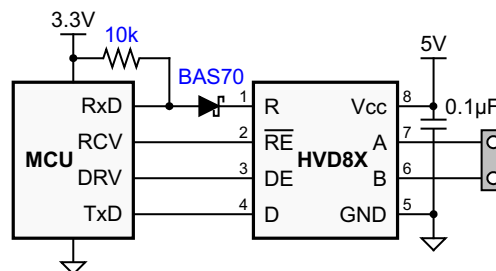 3.3V
10k
5V
BAS70
RxD
1
R
Vcc
8
0.1µF
RCV
2
RE
A
7
MCU
HVD8X
DRV
3
DE
B
6
TxD
4
D
GND
5